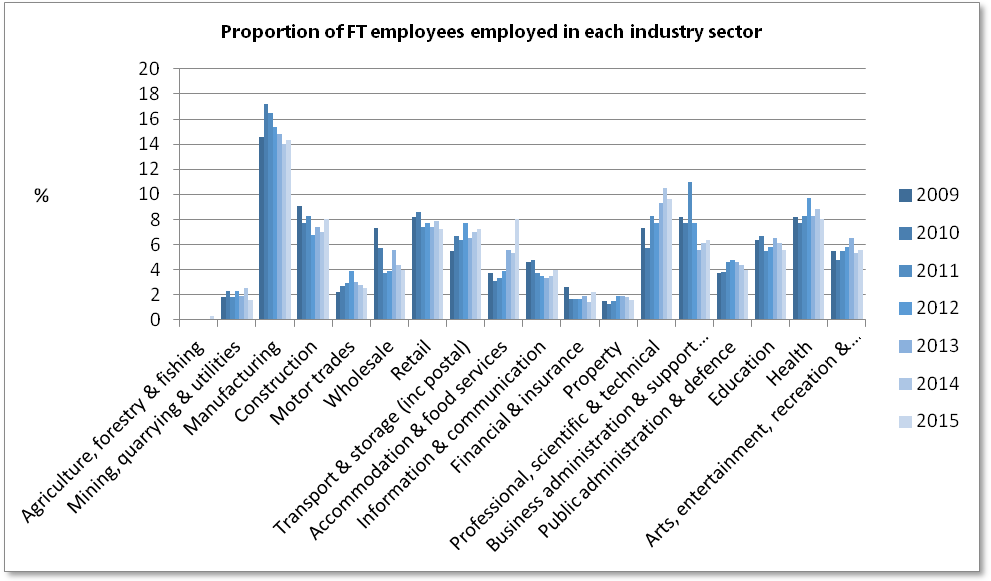 Proportion of FT employees employed in each industry sector
20
18
16
14
12
10
8
6
4
2
0
%
Agriculture, forestry & fishing
Mining, quarrying & utilities
Manufacturing
Construction
Motor trades
Wholesale
Retail
Transport & storage (inc postal)
Accommodation & food services
Information & communication
Financial & insurance
Property
Professional, scientific & technical
Business administration & support...
Public administration & defence
Education
Health
Arts, entertainment, recreation &...
2009
2010
2011
2012
2013
2014
2015